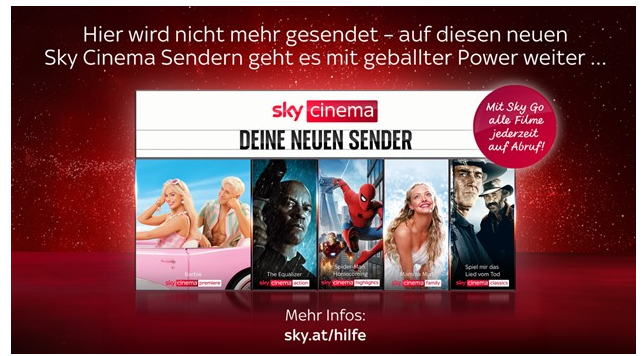 Hier wird nicht mehr gesendet – auf diesen neuen
Sky Cinema Sendern geht es mit geballter Power weiter ...
sky cinema
DEINE NEUEN SENDER
Mit Sky Go
alle Filme
jederzeit
auf Abruf!
Barbie
sky cinema premiere
The Equalizer
sky cinema action
Spider-Man:
Homecoming
sky cinema highlights
Mamma Mia!
sky cinema family
Spiel mir das
Lied vom Tod
sky cinema classics
Mehr Infos:
sky.at/hilfe